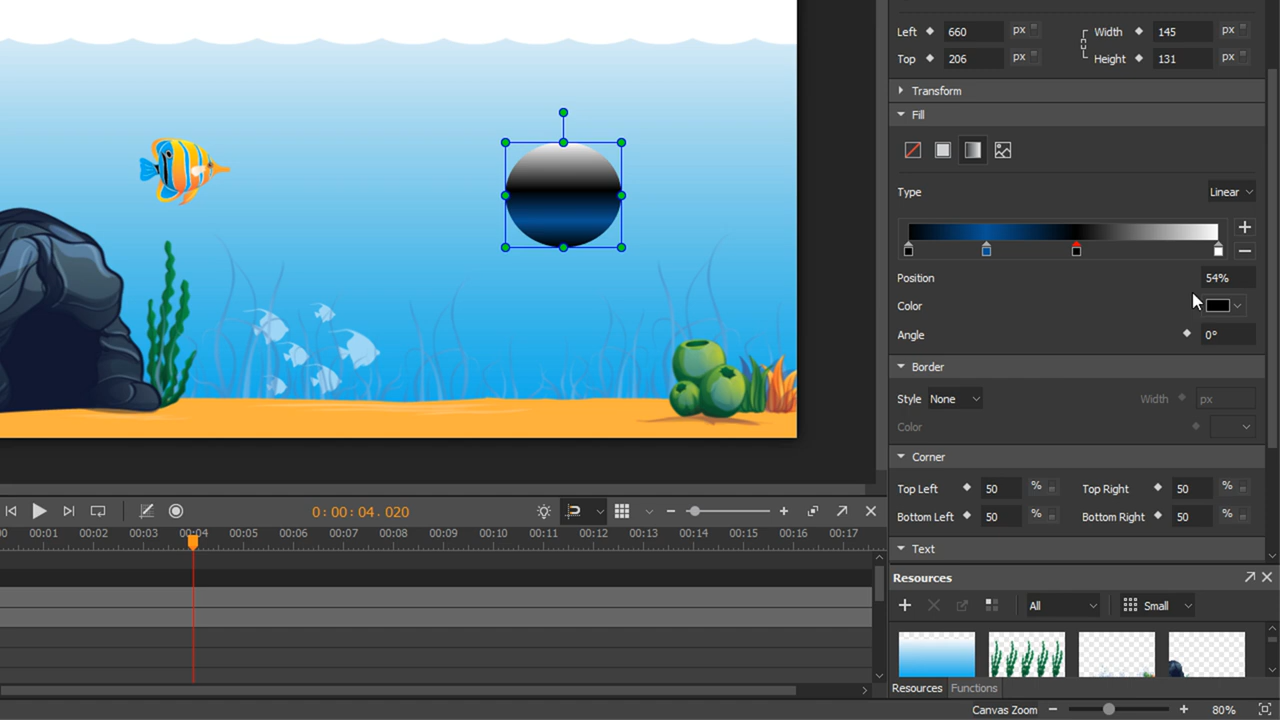 Left 660 px Width 145 px
Top 206 px Height 131 px
Transform
Fill
Type Linear
Position 54%
Color
Angle 0°
Border
Style None Width px
Color
Corner
Top Left 50 % Top Right 50 %
Bottom Left 50 % Bottom Right 50 %
Text
0:00:04.020
00:01 00:02 00:03 00:04 00:05 00:06 00:07 00:08 00:09 00:10 00:11 00:12 00:13 00:14 00:15 00:16 00:17
Resources
All Small
Resources Functions
Canvas Zoom 80%